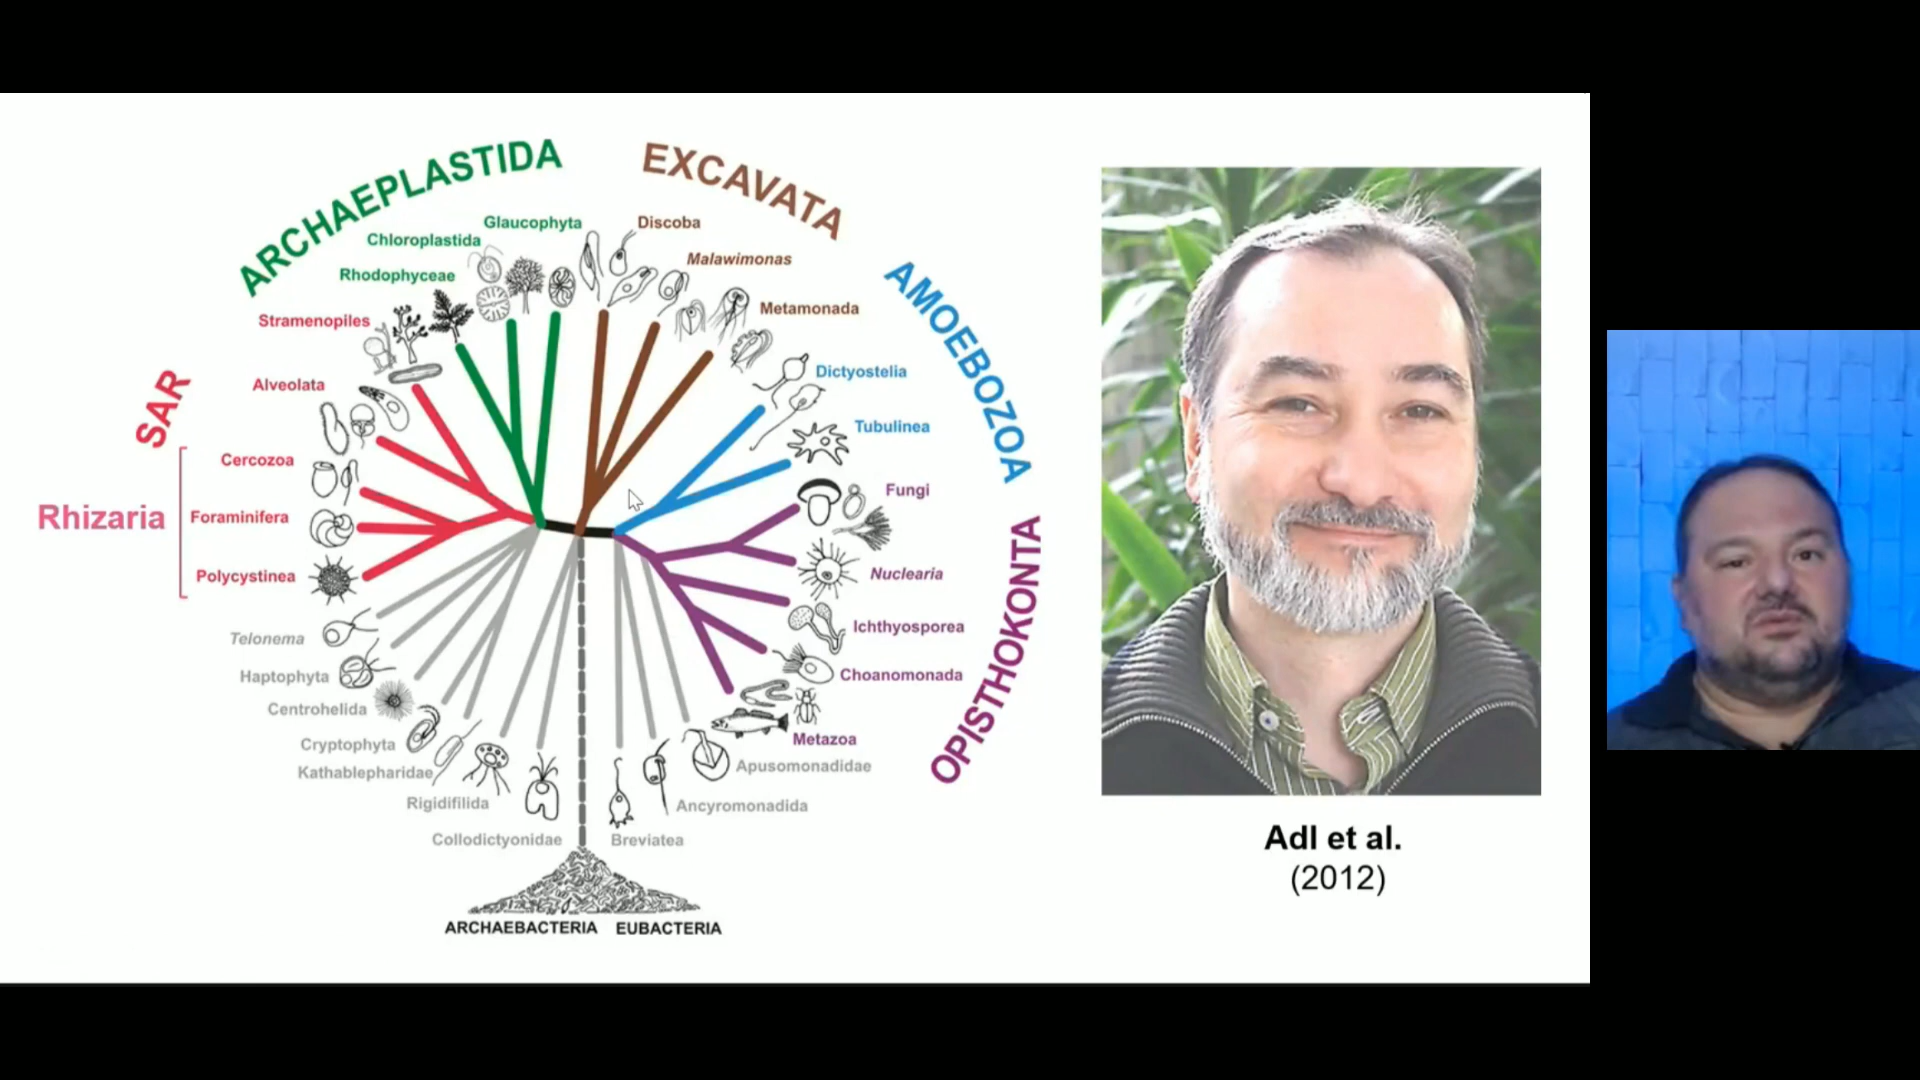 ARCHAEPLASTIDA
EXCAVATA
AMOEBOZOA
OPISTHOKONTA
SAR
Rhizaria
Glaucophyta
Chloroplastida
Rhodophyceae
Stramenopiles
Alveolata
Cercozoa
Foraminifera
Polycystinea
Telonema
Haptophyta
Centrohelida
Cryptophyta
Kathablepharidae
Rigidifilida
Collodictyonidae
Discoba
Malawimonas
Metamonada
Dictyostelia
Tubulinea
Fungi
Nuclearia
Ichthyosporea
Choanomonada
Metazoa
Apusomonadidae
Ancyromonadida
Breviatea
ARCHAEBACTERIA EUBACTERIA
Adl et al.
(2012)